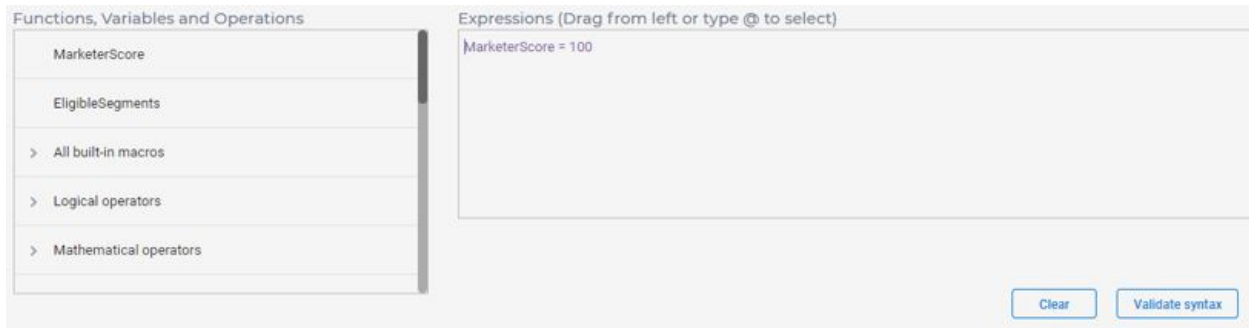 Functions, Variables and Operations
MarketerScore
EligibleSegments
All built-in macros
Logical operators
Mathematical operators
Expressions (Drag from left or type @ to select)
MarketerScore = 100
Clear
Validate syntax